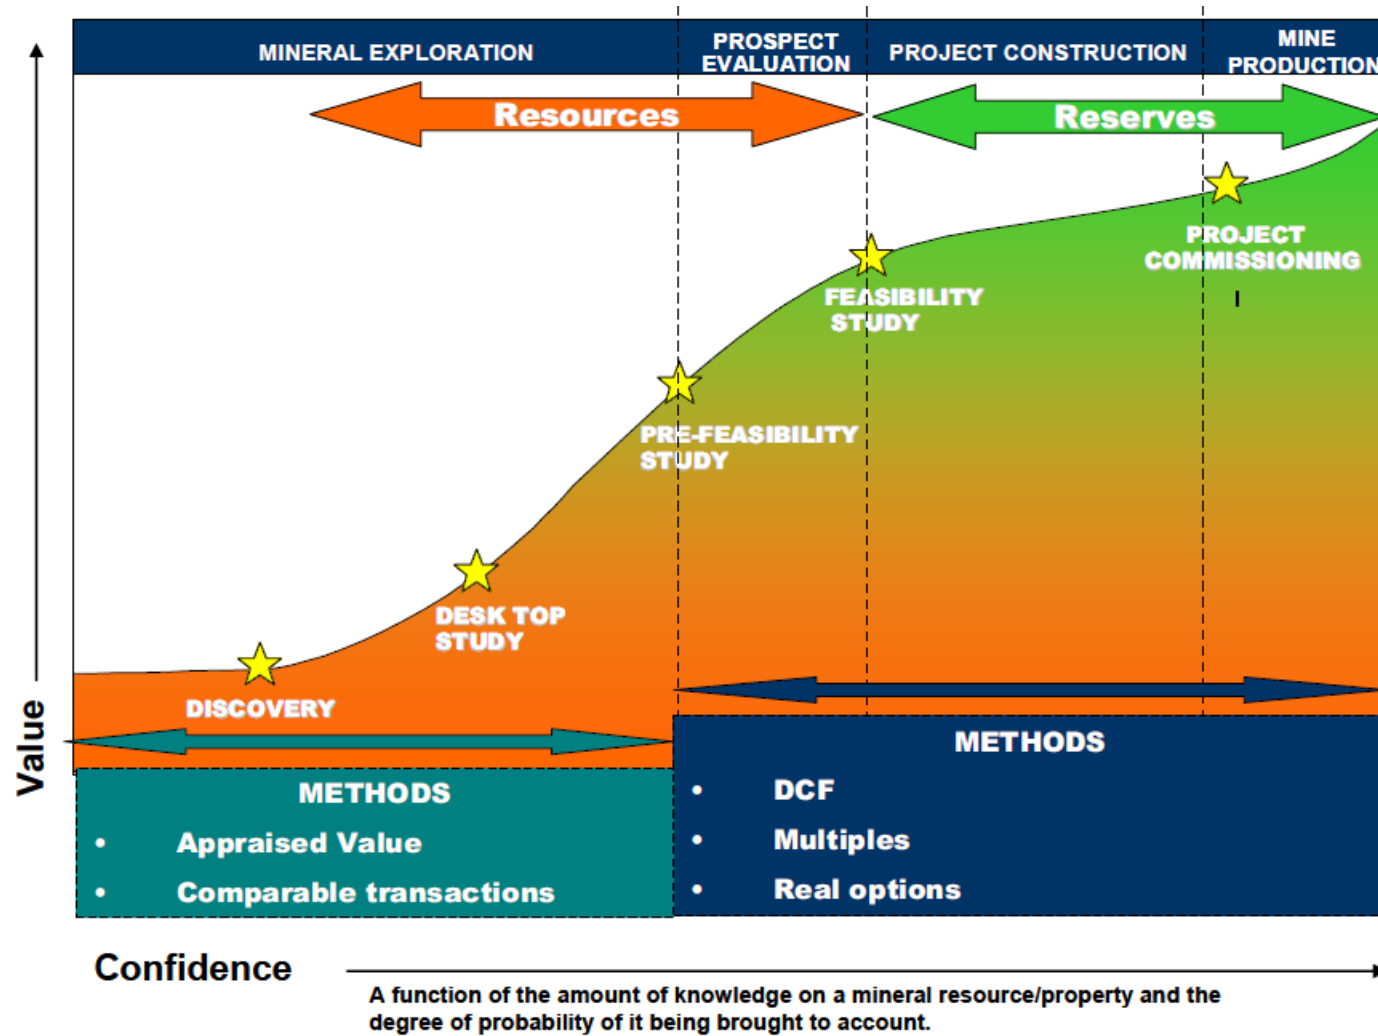 MINERAL EXPLORATION
PROSPECT
EVALUATION
PROJECT CONSTRUCTION
MINE
PRODUCTION
Resources
Reserves
PROJECT
COMMISSIONING
FEASIBILITY
STUDY
PRE-FEASIBILITY
STUDY
DESK TOP
STUDY
DISCOVERY
Value
METHODS
• Appraised Value
• Comparable transactions
METHODS
• DCF
• Multiples
• Real options
Confidence
A function of the amount of knowledge on a mineral resource/property and the
degree of probability of it being brought to account.